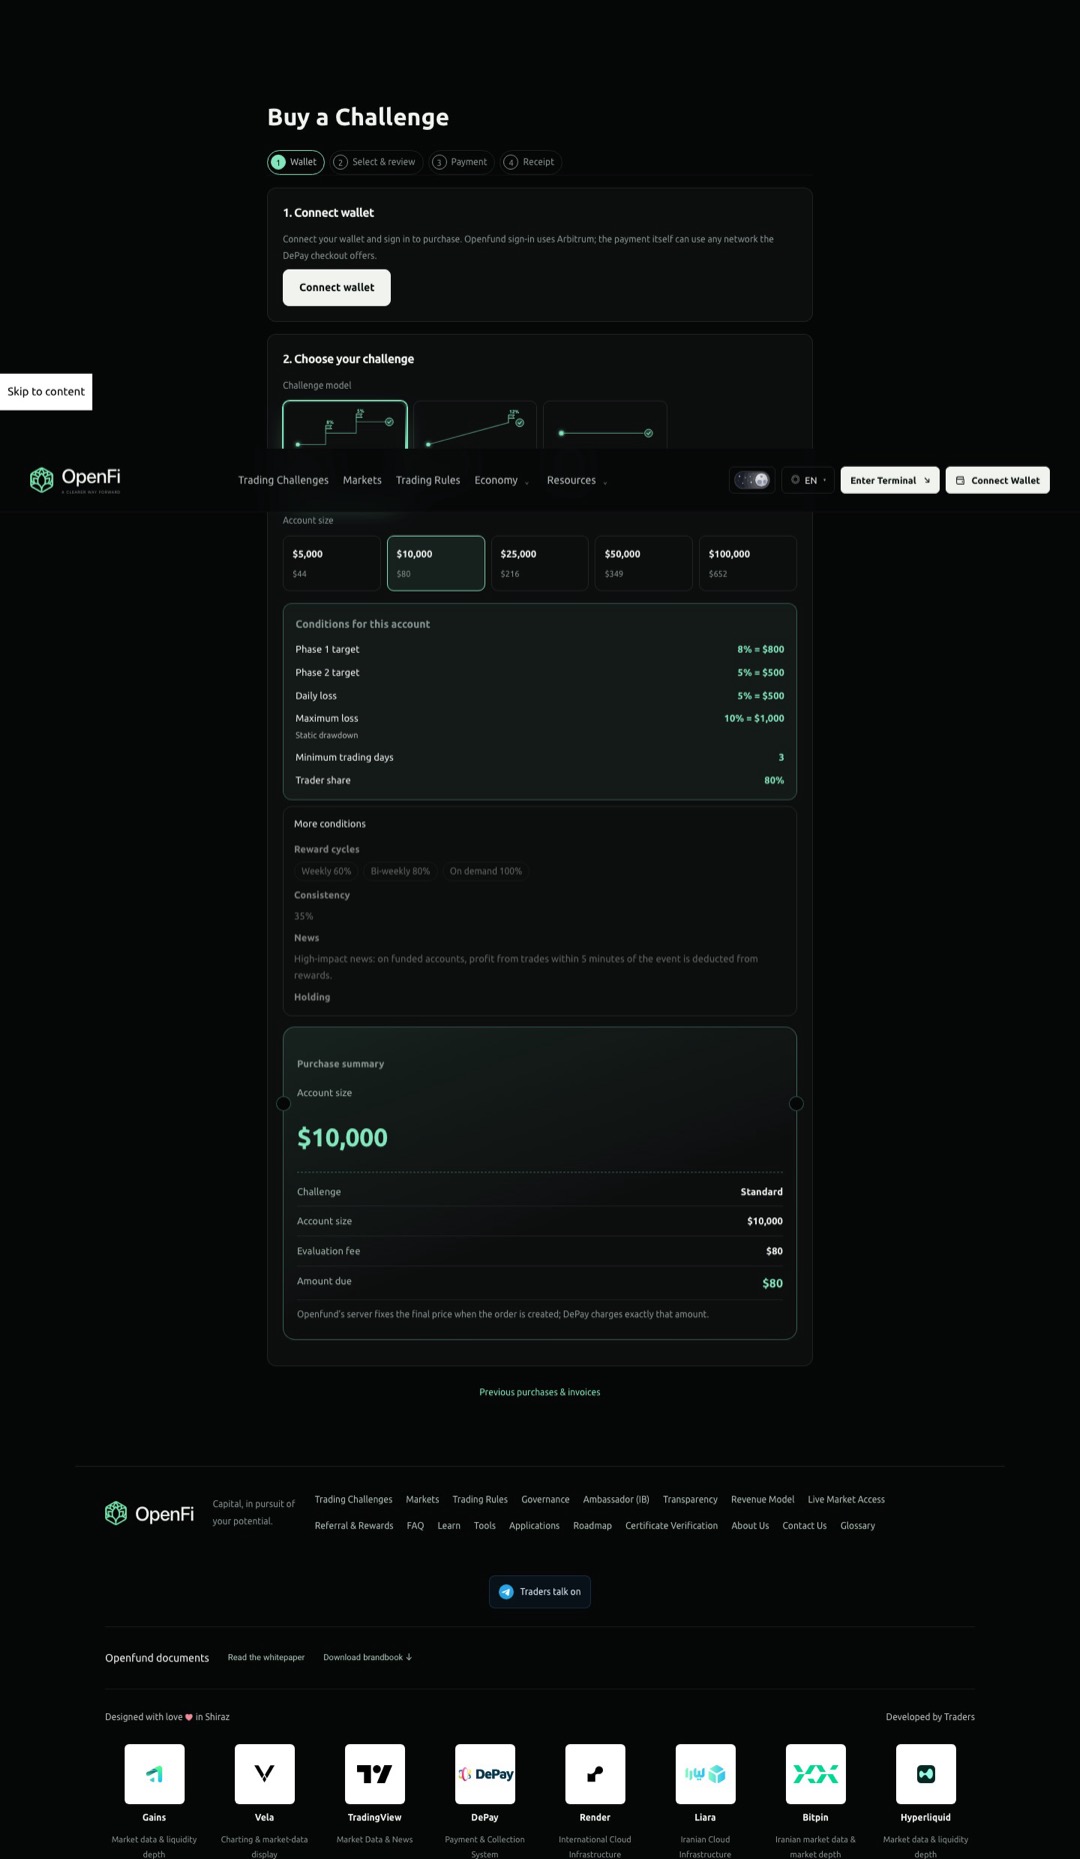 Buy a Challenge
1 Wallet
2 Select & review
3 Payment
4 Receipt
1. Connect wallet
Connect your wallet and sign in to purchase. Openfund sign-in uses Arbitrum; the payment itself can use any network the
DePay checkout offers.
Connect wallet
2. Choose your challenge
Challenge model
8%
5%
12%
Skip to content
OpenFi
A CLEARER WAY FORWARD
Trading Challenges
Markets
Trading Rules
Economy
Resources
EN
Enter Terminal
Connect Wallet
Account size
$5,000
$44
$10,000
$80
$25,000
$216
$50,000
$349
$100,000
$652
Conditions for this account
Phase 1 target 8% = $800
Phase 2 target 5% = $500
Daily loss 5% = $500
Maximum loss 10% = $1,000
Static drawdown
Minimum trading days 3
Trader share 80%
More conditions
Reward cycles
Weekly 60% Bi-weekly 80% On demand 100%
Consistency
35%
News
High-impact news: on funded accounts, profit from trades within 5 minutes of the event is deducted from
rewards.
Holding
Purchase summary
Account size
$10,000
Challenge Standard
Account size $10,000
Evaluation fee $80
Amount due $80
Openfund's server fixes the final price when the order is created; DePay charges exactly that amount.
Previous purchases & invoices
OpenFi
Capital, in pursuit of
your potential.
Trading Challenges Markets Trading Rules Governance Ambassador (IB) Transparency Revenue Model Live Market Access
Referral & Rewards FAQ Learn Tools Applications Roadmap Certificate Verification About Us Contact Us Glossary
Traders talk on
Openfund documents Read the whitepaper Download brandbook ↓
Designed with love ♥ in Shiraz
Developed by Traders
DePay
لیارا
Gains
Market data & liquidity
depth
Vela
Charting & market-data
display
TradingView
Market Data & News
DePay
Payment & Collection
System
Render
International Cloud
Infrastructure
Liara
Iranian Cloud
Infrastructure
Bitpin
Iranian market data &
market depth
Hyperliquid
Market data & liquidity
depth